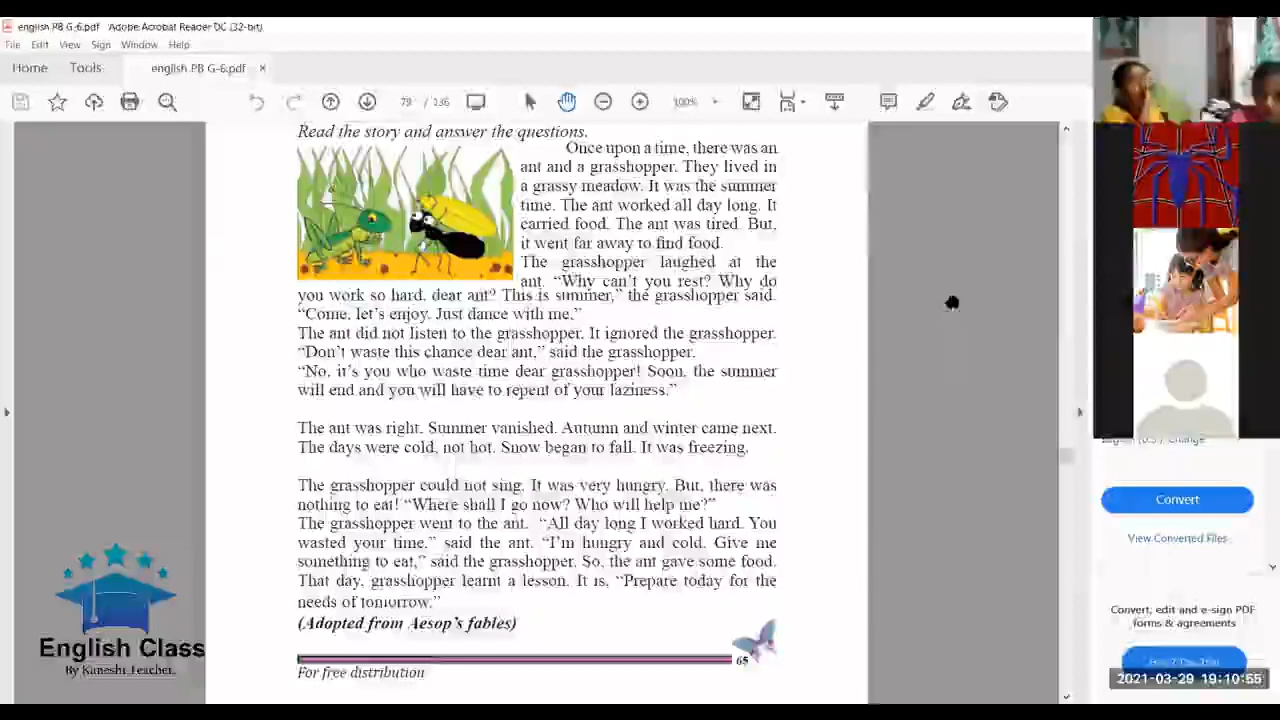 english PB G-6.pdf - Adobe Acrobat Reader DC (32-bit)
File Edit View Sign Window Help
Home Tools english PB G-6.pdf ×
79 / 136 100%
Read the story and answer the questions.
Once upon a time, there was an
ant and a grasshopper. They lived in
a grassy meadow. It was the summer
time. The ant worked all day long. It
carried food. The ant was tired. But,
it went far away to find food.
The grasshopper laughed at the
ant. “Why can’t you rest? Why do
you work so hard, dear ant? This is summer,” the grasshopper said.
“Come, let’s enjoy. Just dance with me,”
The ant did not listen to the grasshopper. It ignored the grasshopper.
“Don’t waste this chance dear ant,” said the grasshopper.
“No, it’s you who waste time dear grasshopper! Soon, the summer
will end and you will have to repent of your laziness.”
The ant was right. Summer vanished. Autumn and winter came next.
The days were cold, not hot. Snow began to fall. It was freezing.
The grasshopper could not sing. It was very hungry. But, there was
nothing to eat! “Where shall I go now? Who will help me?”
The grasshopper went to the ant. “All day long I worked hard. You
wasted your time,” said the ant. “I’m hungry and cold. Give me
something to eat,” said the grasshopper. So, the ant gave some food.
That day, grasshopper learnt a lesson. It is, “Prepare today for the
needs of tomorrow.”
(Adopted from Aesop’s fables)
65
For free distribution
English Class
By Kaneshi Teacher.
Change
Convert
View Converted Files
Convert, edit and e-sign PDF
forms & agreements
2021-03-29 19:10:55